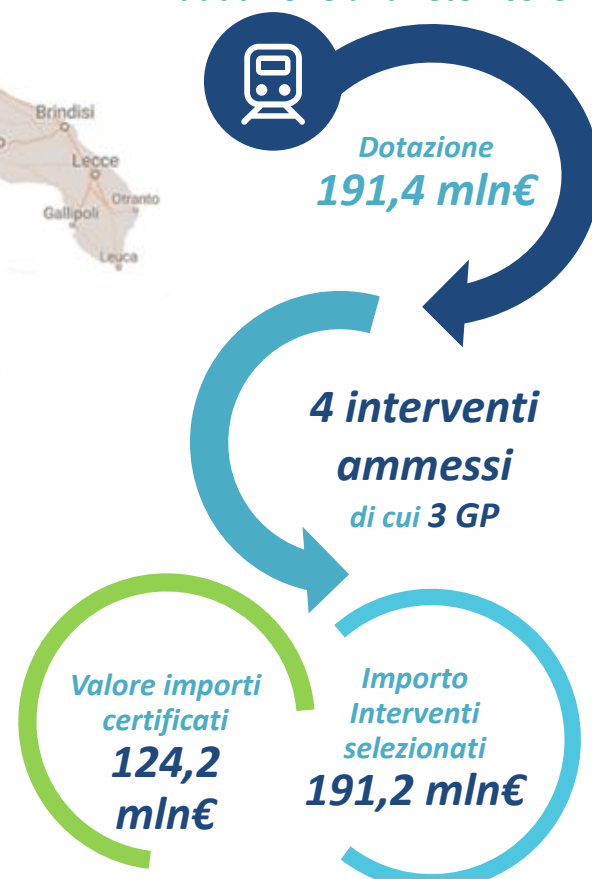 Brindisi
Lecce
Otranto
Gallipoli
Leuca
Dotazione
191,4 mln€
4 interventi
ammessi
di cui 3 GP
Valore importi
certificati
124,2
mln€
Importo
Interventi
selezionati
191,2 mln€